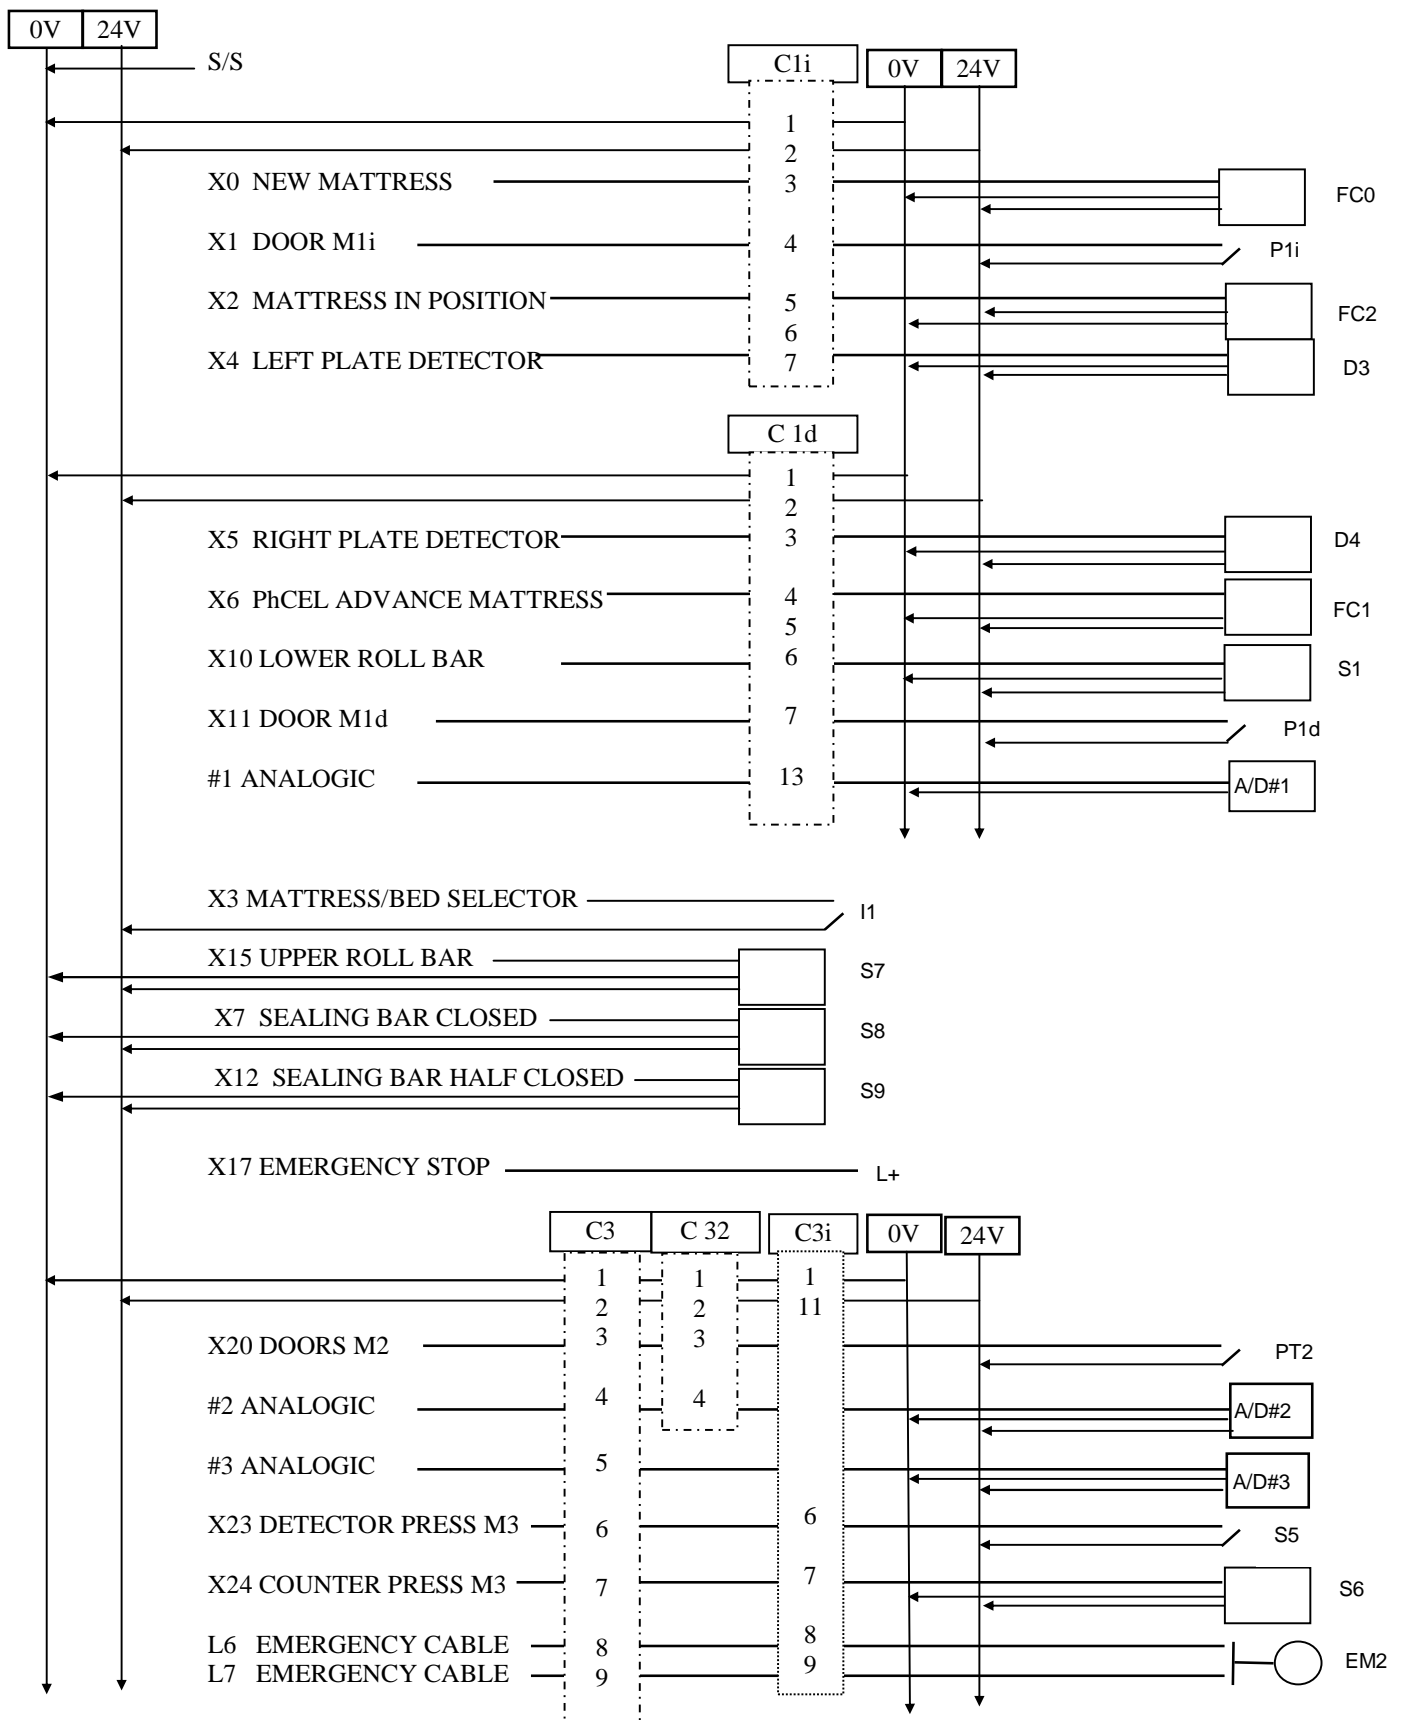 0V 24V
S/S
C1i 0V 24V
1
2
X0 NEW MATTRESS 3 FC0
X1 DOOR M1i 4 P1i
X2 MATTRESS IN POSITION 5 FC2
6
X4 LEFT PLATE DETECTOR 7 D3
C 1d
1
2
X5 RIGHT PLATE DETECTOR 3 D4
X6 PhCEL ADVANCE MATTRESS 4 FC1
5
X10 LOWER ROLL BAR 6 S1
X11 DOOR M1d 7 P1d
#1 ANALOGIC 13 A/D#1
X3 MATTRESS/BED SELECTOR I1
X15 UPPER ROLL BAR S7
X7 SEALING BAR CLOSED S8
X12 SEALING BAR HALF CLOSED S9
X17 EMERGENCY STOP L+
C3 C 32 C3i 0V 24V
1 1 1
2 2 11
X20 DOORS M2 3 3 PT2
#2 ANALOGIC 4 4 A/D#2
#3 ANALOGIC 5 A/D#3
X23 DETECTOR PRESS M3 6 6 S5
X24 COUNTER PRESS M3 7 7 S6
L6 EMERGENCY CABLE 8 8
L7 EMERGENCY CABLE 9 9 EM2